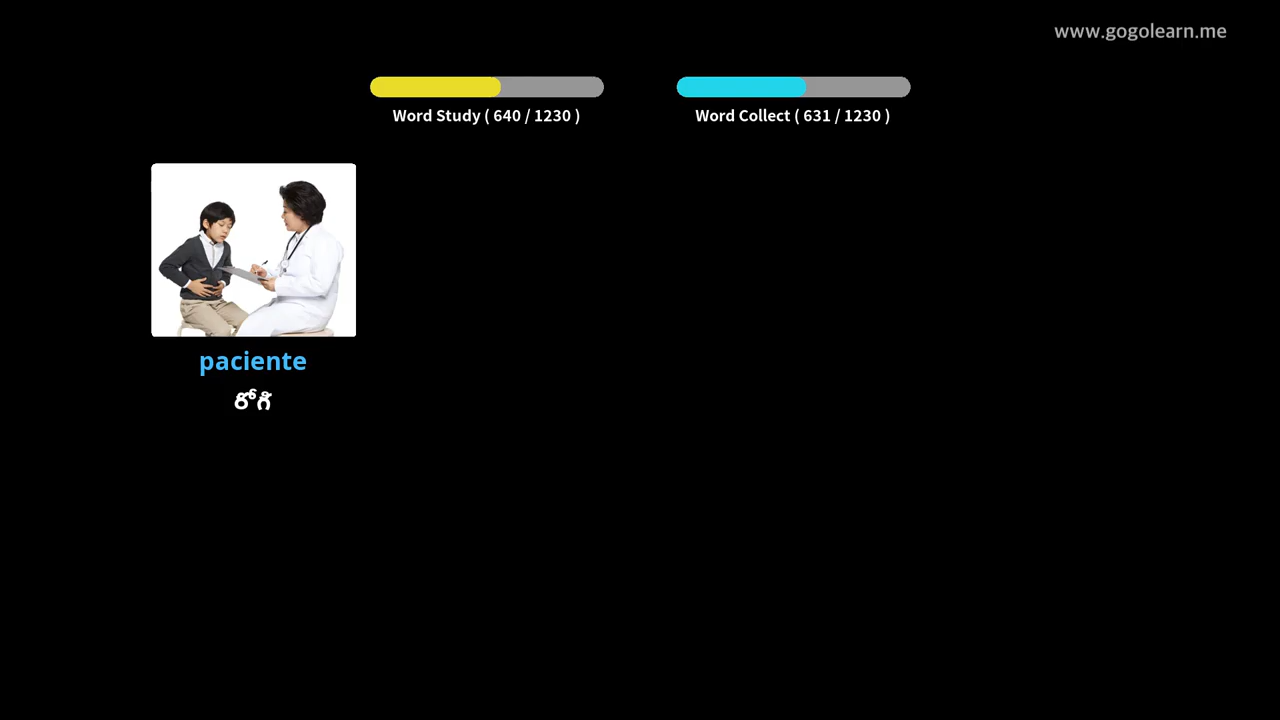 www.gogolearn.me
Word Study ( 640 / 1230 )
Word Collect ( 631 / 1230 )
paciente
రోగి